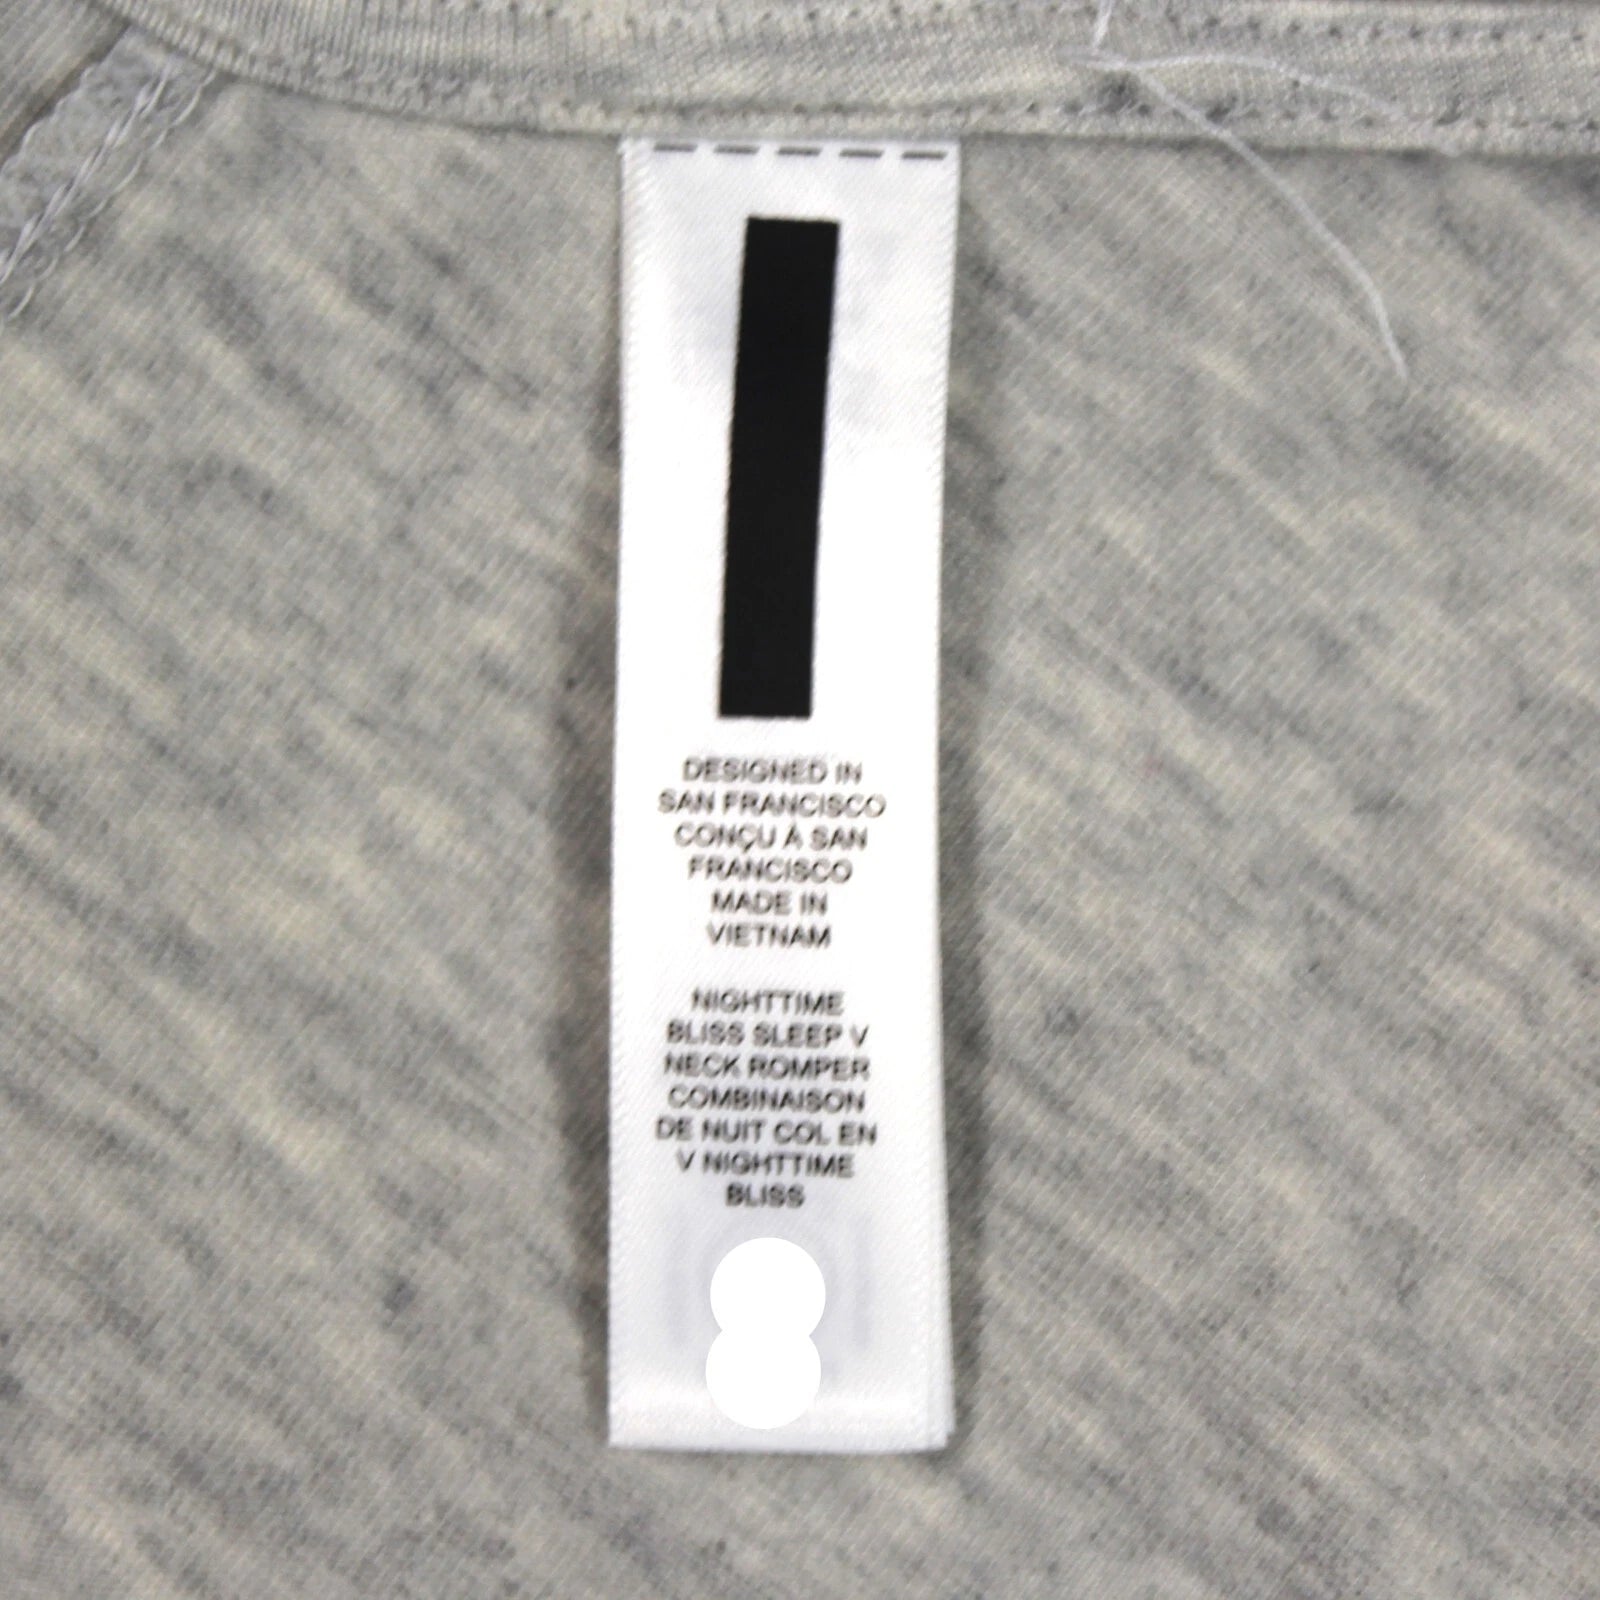 DESIGNED IN
SAN FRANCISCO
CONÇU À SAN
FRANCISCO
MADE IN
VIETNAM
NIGHTTIME
BLISS SLEEP V
NECK ROMPER
COMBINAISON
DE NUIT COL EN
V NIGHTTIME
BLISS